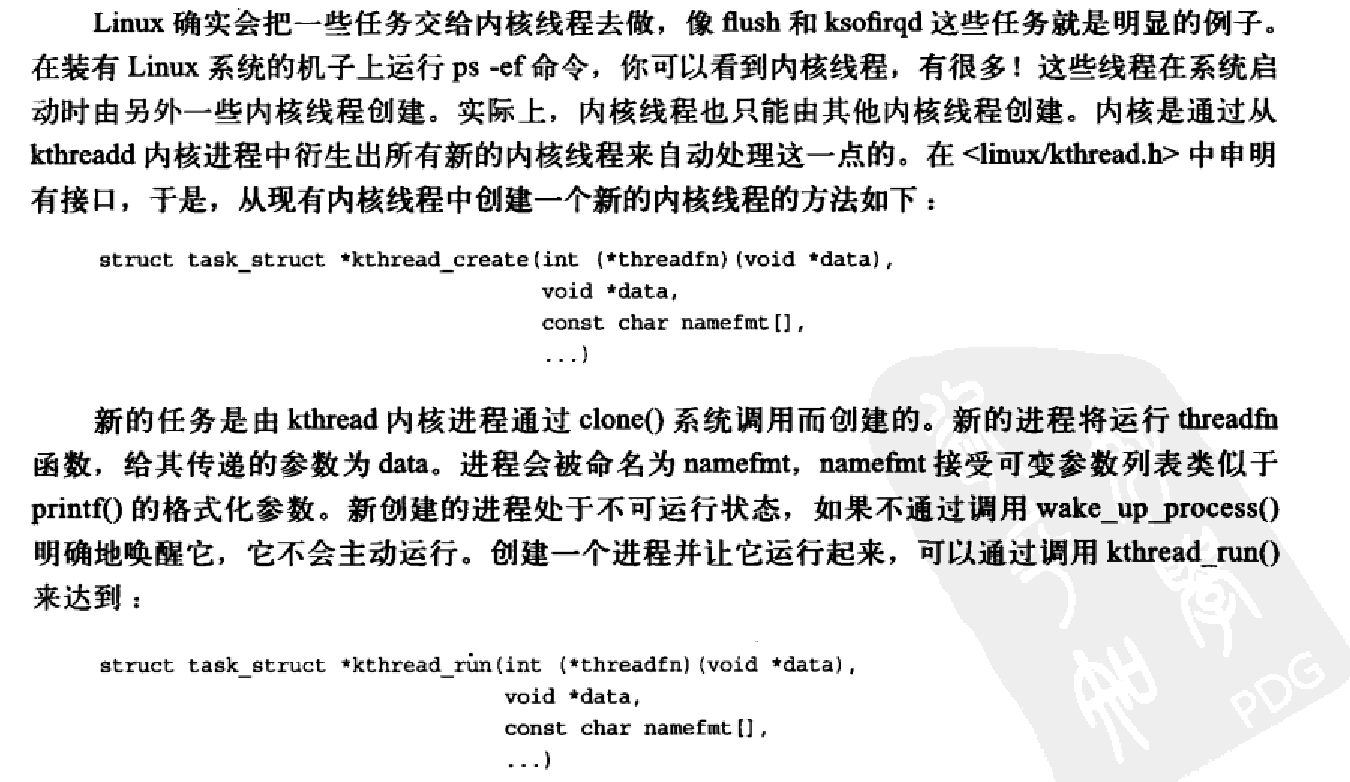 Linux 确实会把一些任务交给内核线程去做，像 flush 和 ksofirqd 这些任务就是明显的例子。
在装有 Linux 系统的机子上运行 ps -ef 命令，你可以看到内核线程，有很多！这些线程在系统启
动时由另外一些内核线程创建。实际上，内核线程也只能由其他内核线程创建。内核是通过从
kthreadd 内核进程中衍生出所有新的内核线程来自动处理这一点的。在 <linux/kthread.h> 中申明
有接口，于是，从现有内核线程中创建一个新的内核线程的方法如下：
struct task_struct *kthread_create(int (*threadfn)(void *data),
void *data,
const char namefmt[],
...)
新的任务是由 kthread 内核进程通过 clone() 系统调用而创建的。新的进程将运行 threadfn
函数，给其传递的参数为 data。进程会被命名为 namefmt，namefmt 接受可变参数列表类似于
printf() 的格式化参数。新创建的进程处于不可运行状态，如果不通过调用 wake_up_process()
明确地唤醒它，它不会主动运行。创建一个进程并让它运行起来，可以通过调用 kthread_run()
来达到：
struct task_struct *kthread_run(int (*threadfn)(void *data),
void *data,
const char namefmt[],
...)
PDG